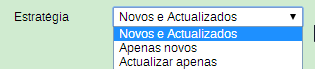 Estratégia Novos e Actualizados
Novos e Actualizados
Apenas novos
Actualizar apenas